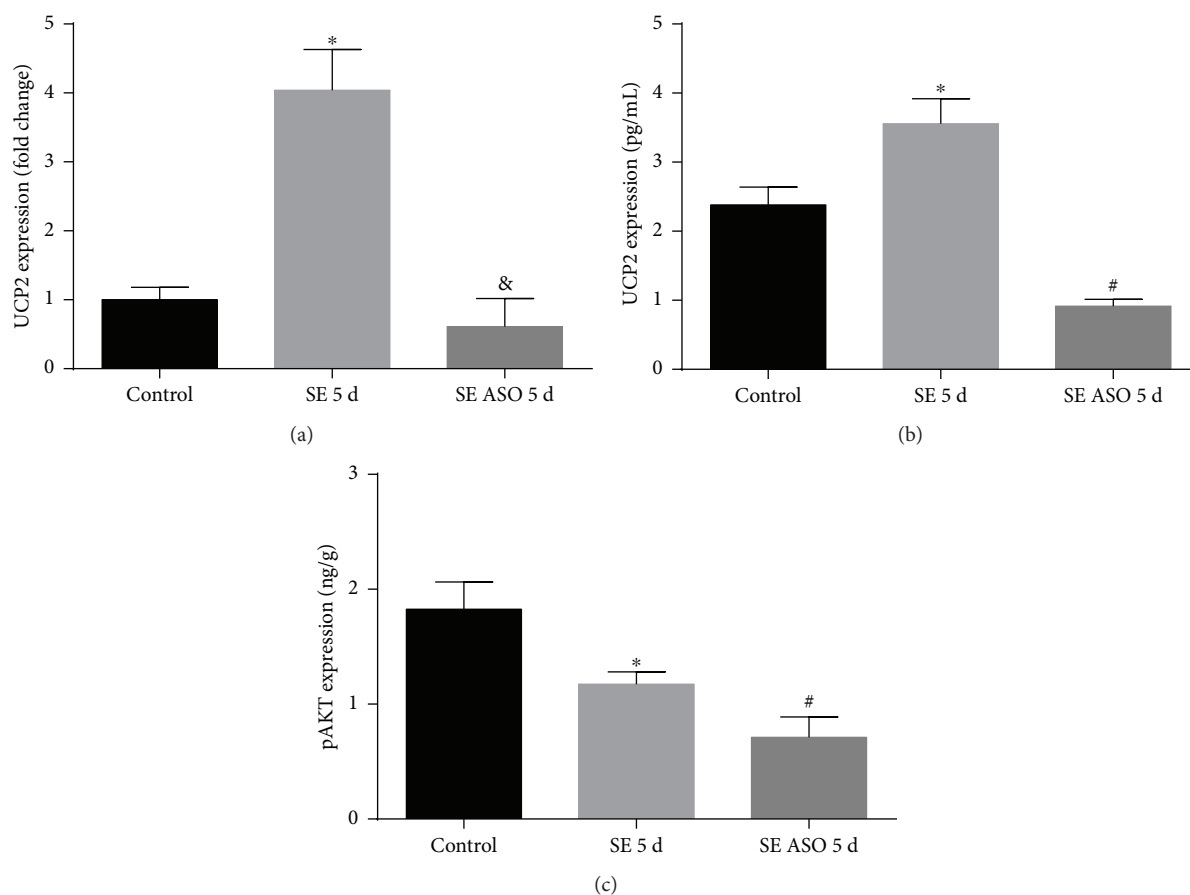 UCP2 expression (fold change)
5
4
3
2
1
0
*
&
Control
SE 5 d
SE ASO 5 d
(a)
UCP2 expression (pg/mL)
5
4
3
2
1
0
*
#
Control
SE 5 d
SE ASO 5 d
(b)
pAKT expression (ng/g)
3
2
1
0
*
#
Control
SE 5 d
SE ASO 5 d
(c)